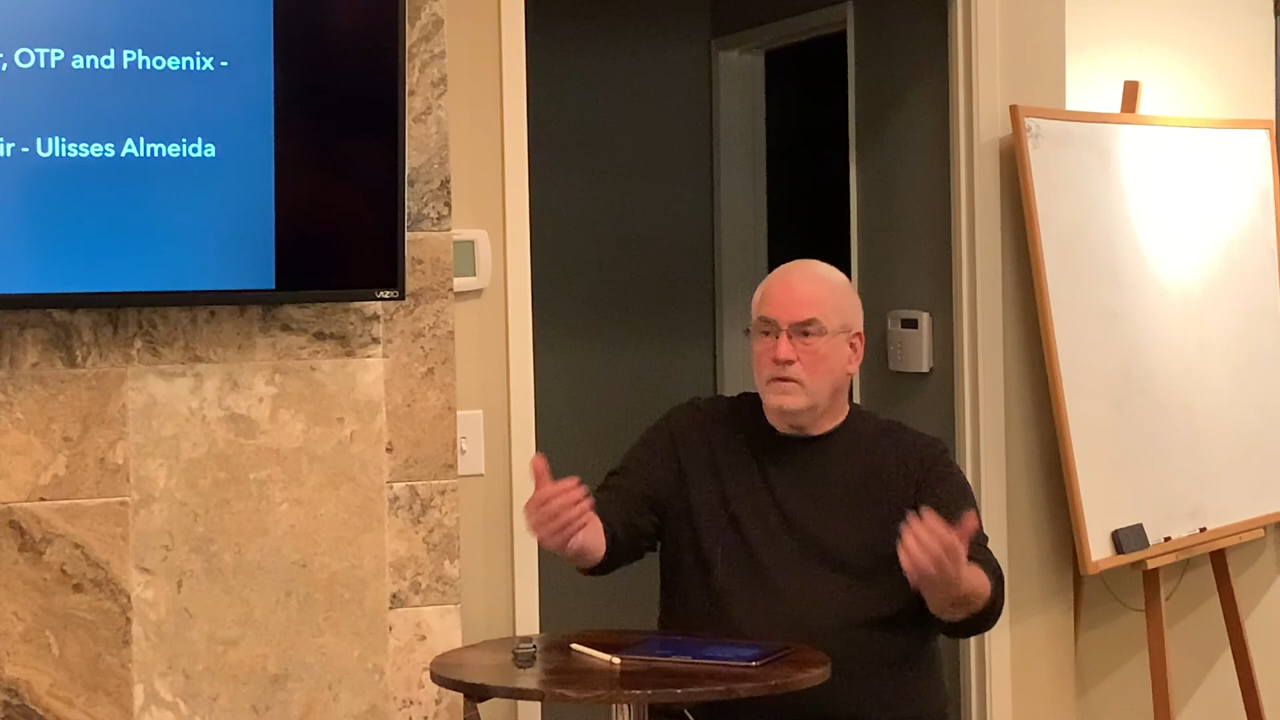 , OTP and Phoenix -
ir - Ulisses Almeida
VIZIO